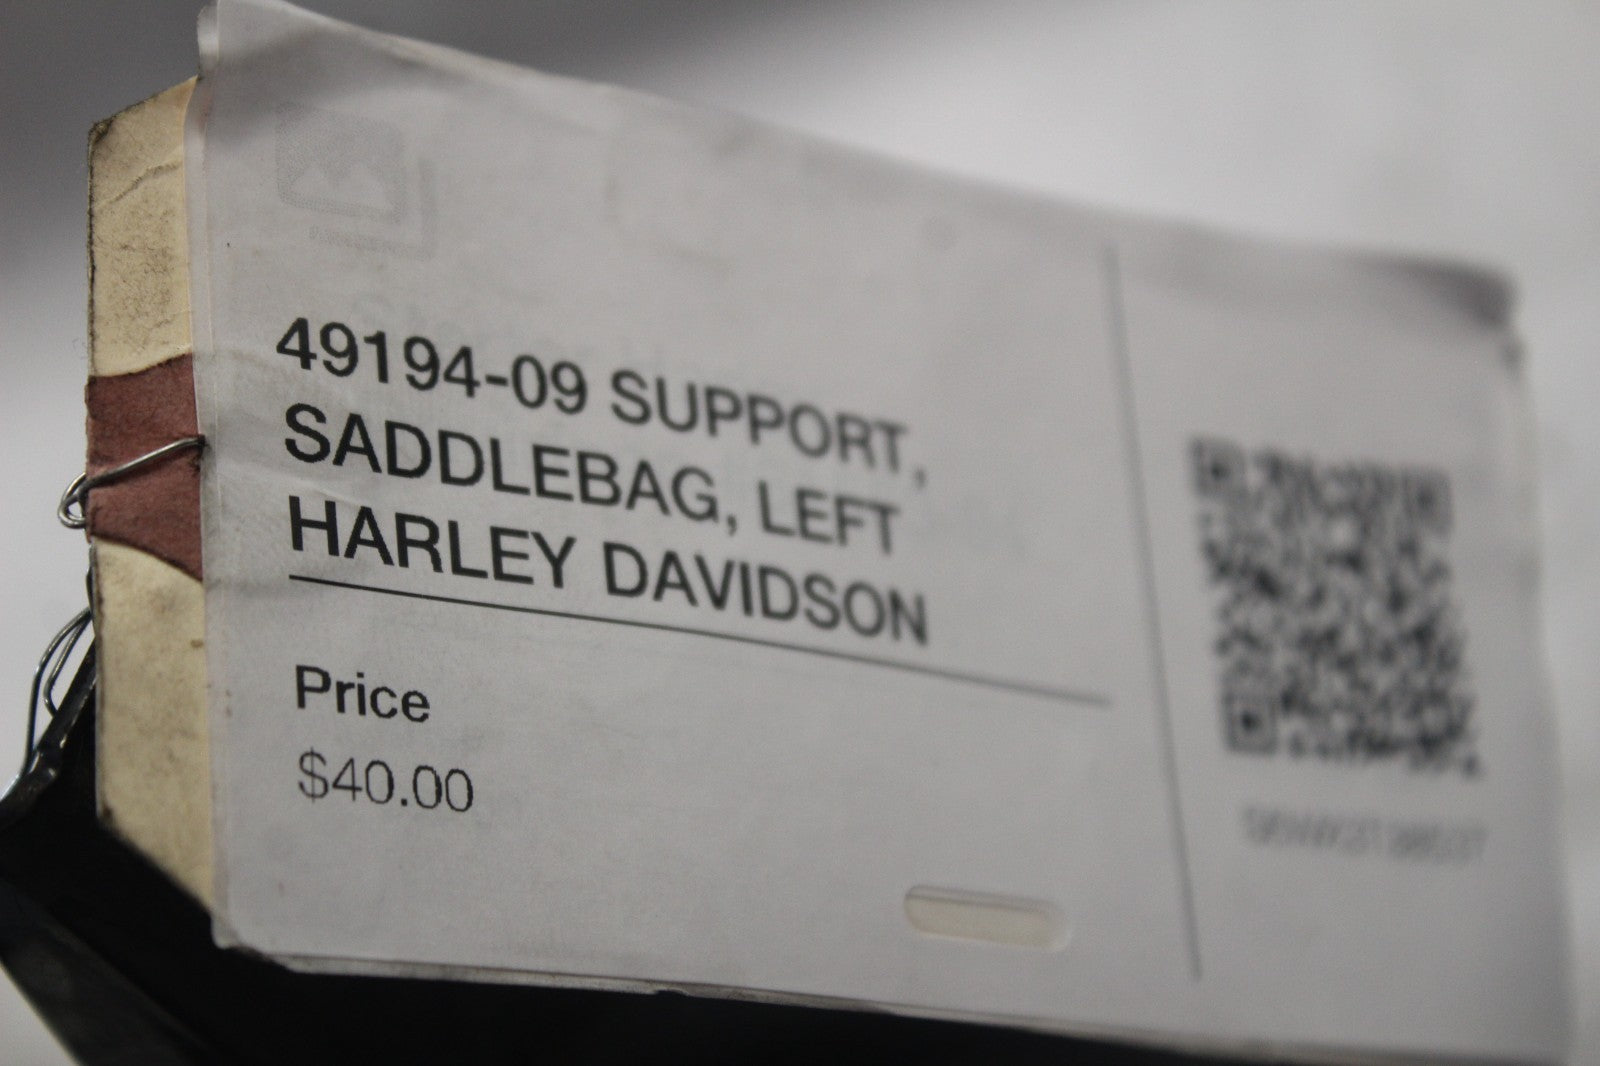 49194-09 SUPPORT,
SADDLEBAG, LEFT
HARLEY DAVIDSON
Price
$40.00